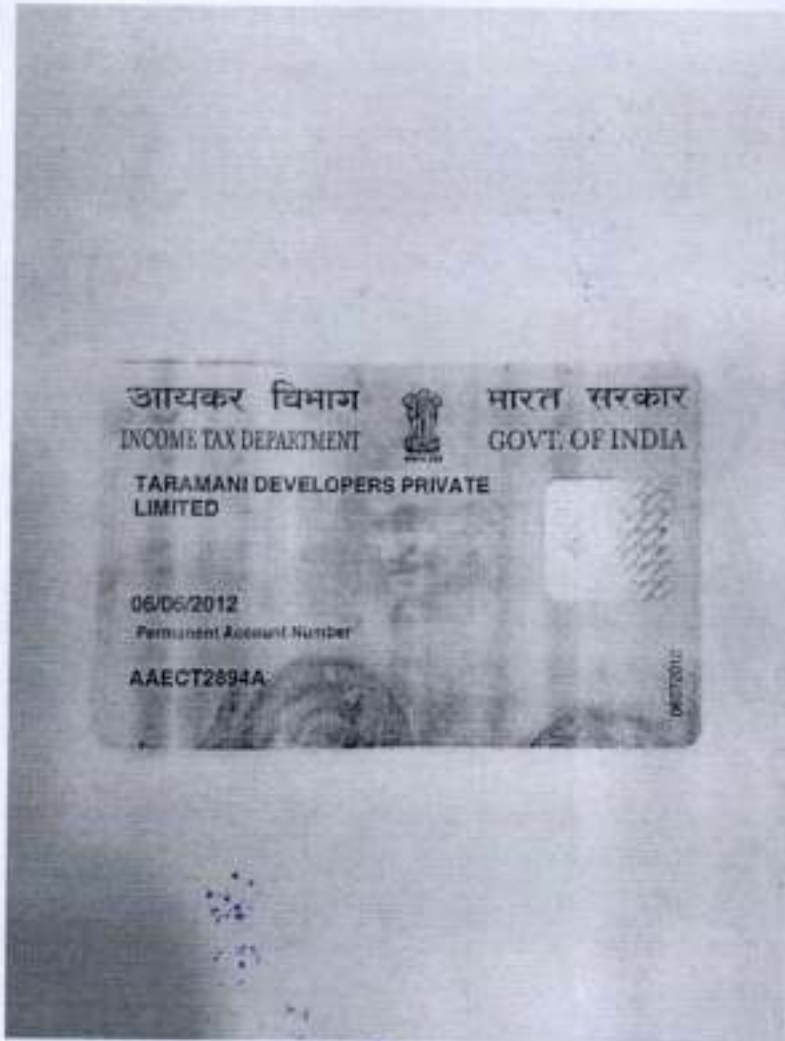 आयकर विभाग
भारत सरकार
INCOME TAX DEPARTMENT
GOVT. OF INDIA
TARAMANI DEVELOPERS PRIVATE
LIMITED
06/06/2012
Permanent Account Number
AAECT2894A